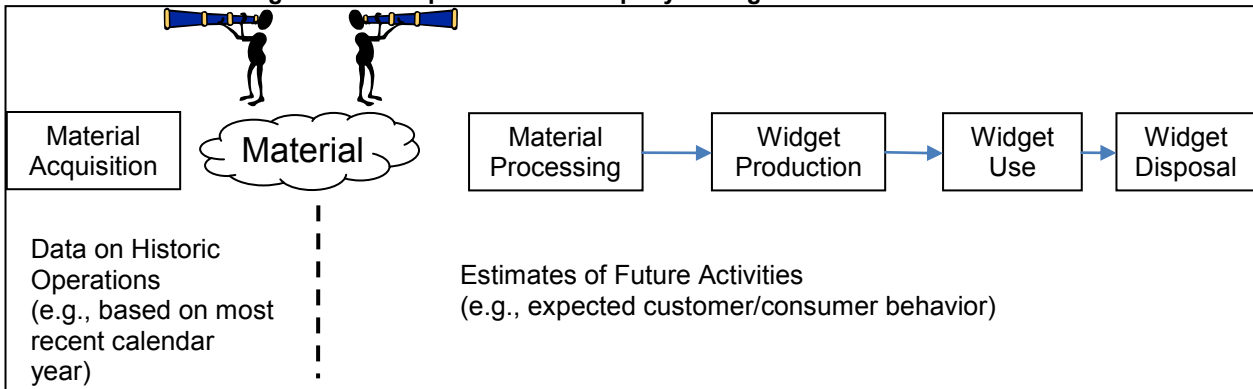 Material
Acquisition
Material
Material
Processing
Widget
Production
Widget
Use
Widget
Disposal
Data on Historic
Operations
(e.g., based on most
recent calendar
year)
Estimates of Future Activities
(e.g., expected customer/consumer behavior)